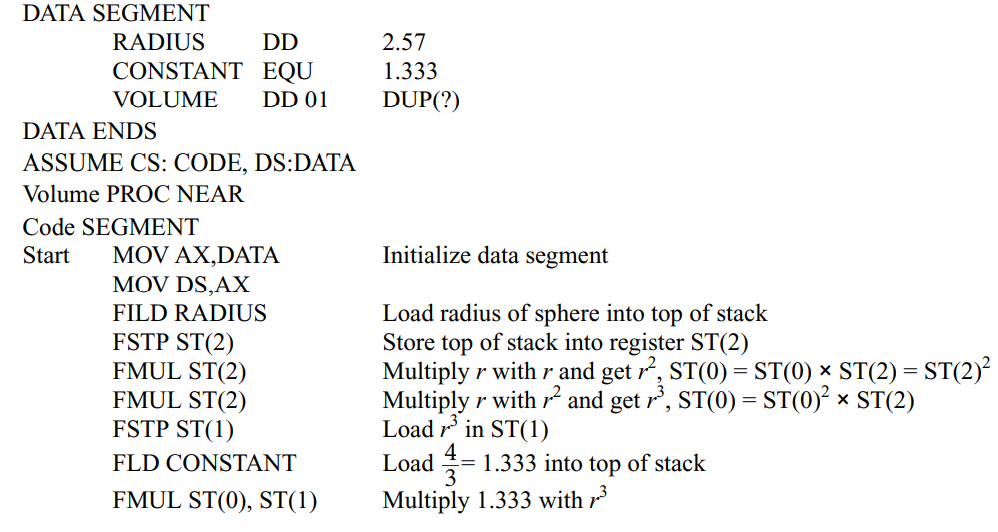 DATA SEGMENT
RADIUS DD 2.57
CONSTANT EQU 1.333
VOLUME DD 01 DUP(?)
DATA ENDS
ASSUME CS: CODE, DS:DATA
Volume PROC NEAR
Code SEGMENT
Start MOV AX,DATA Initialize data segment
MOV DS,AX
FILD RADIUS Load radius of sphere into top of stack
FSTP ST(2) Store top of stack into register ST(2)
FMUL ST(2) Multiply r with r and get r², ST(0) = ST(0) × ST(2) = ST(2)²
FMUL ST(2) Multiply r with r² and get r³, ST(0) = ST(0)² × ST(2)
FSTP ST(1) Load r³ in ST(1)
FLD CONSTANT Load 4/3 = 1.333 into top of stack
FMUL ST(0), ST(1) Multiply 1.333 with r³